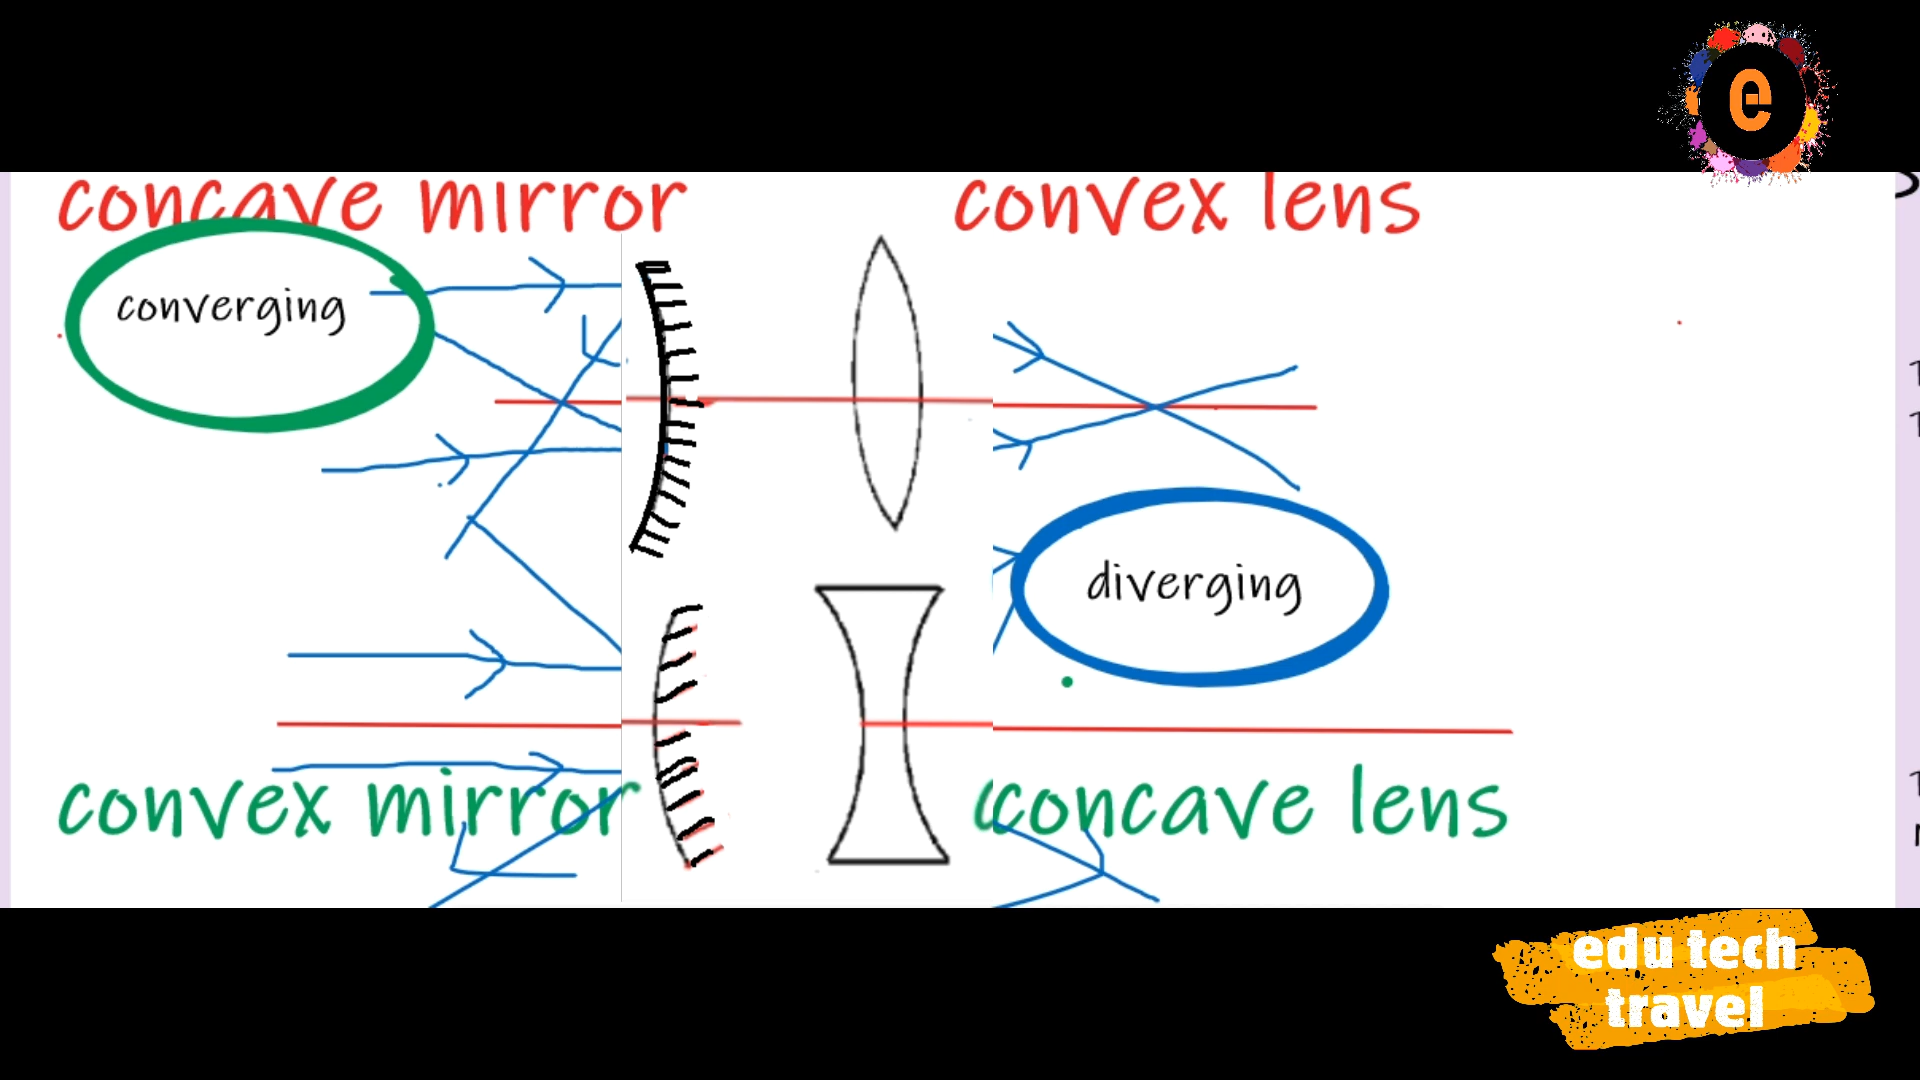 e
concave mirror
convex lens
converging
diverging
convex mirror
concave lens
edu tech
travel